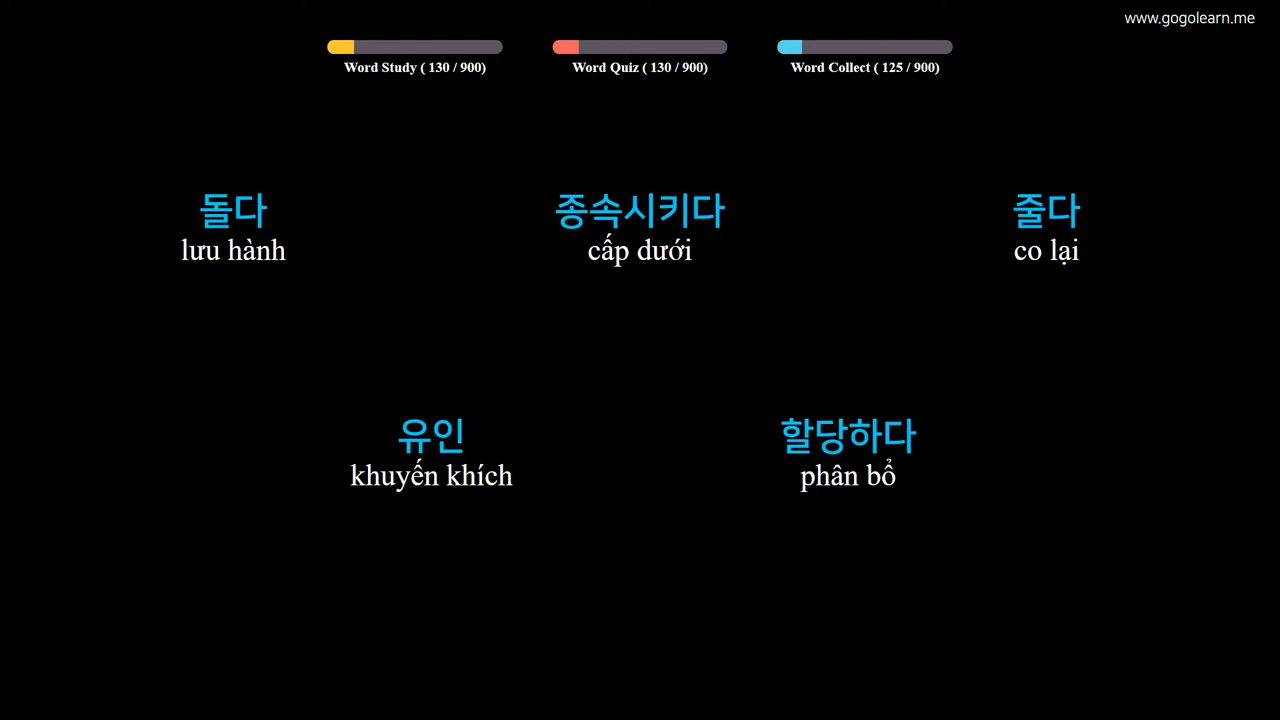 www.gogolearn.me
Word Study ( 130 / 900)
Word Quiz ( 130 / 900)
Word Collect ( 125 / 900)
돌다
lưu hành
종속시키다
cấp dưới
줄다
co lại
유인
khuyến khích
할당하다
phân bổ